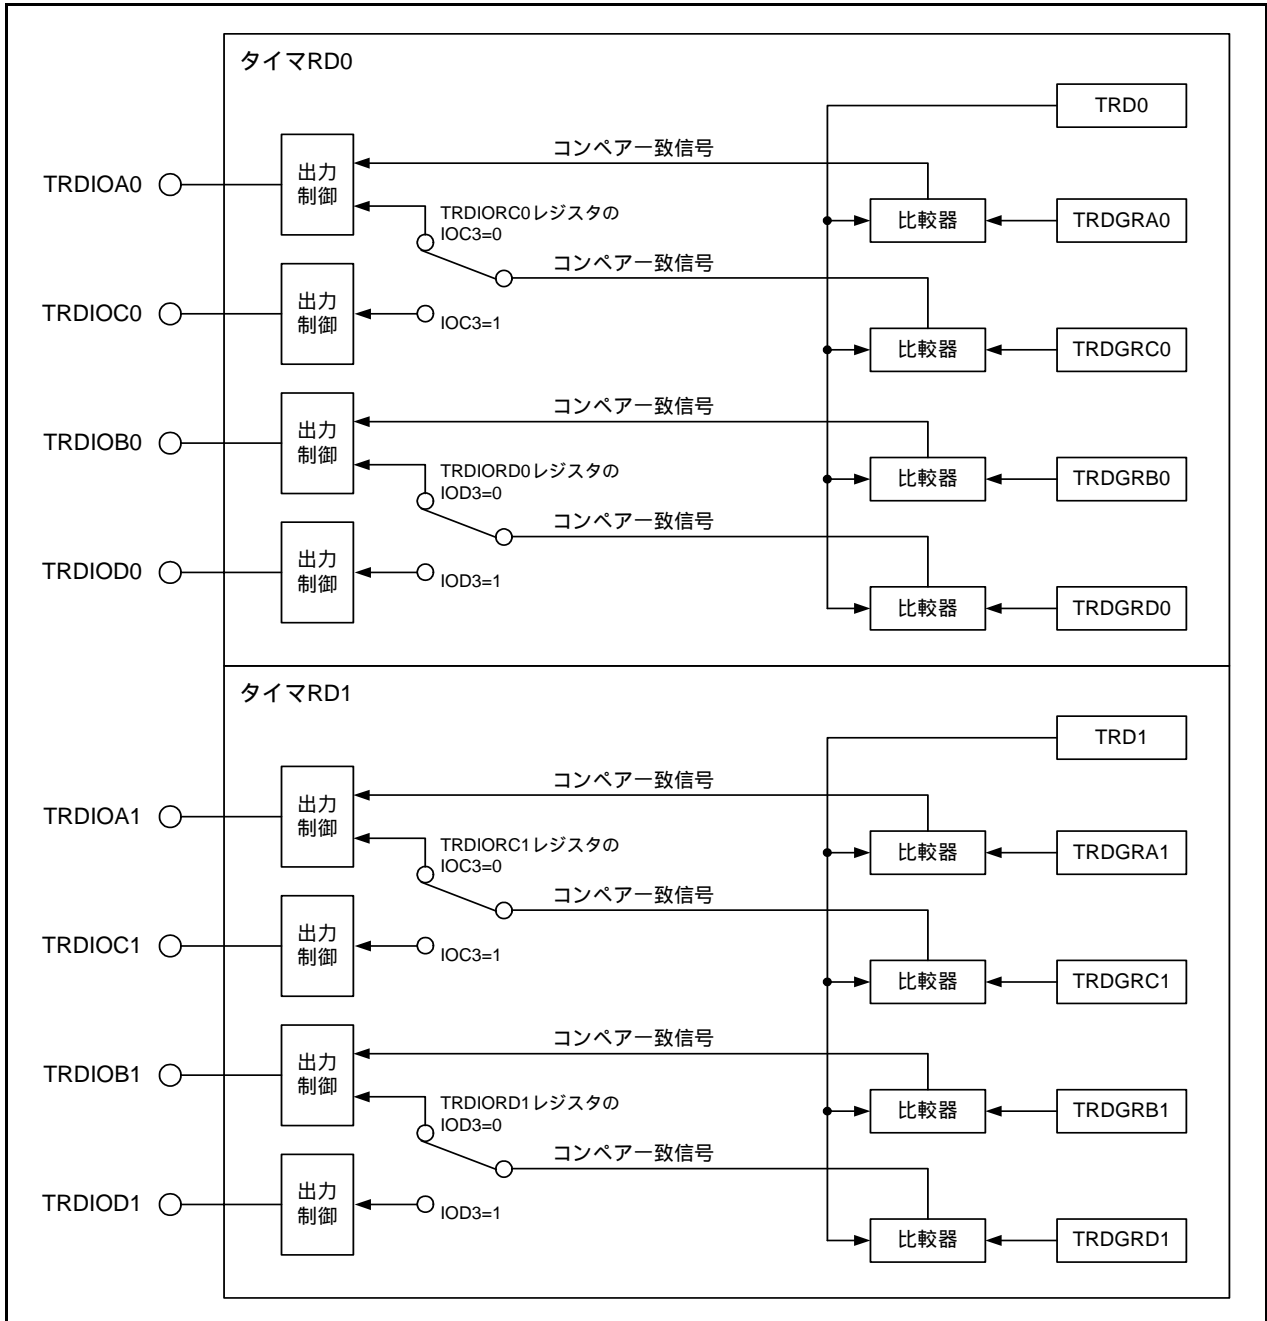 タイマRD0
TRD0
コンペア一致信号
出力
制御
TRDIOA0
TRDIORC0レジスタの
IOC3=0
比較器
TRDGRA0
コンペア一致信号
出力
制御
TRDIOC0
IOC3=1
比較器
TRDGRC0
コンペア一致信号
出力
制御
TRDIOB0
TRDIORD0レジスタの
IOD3=0
比較器
TRDGRB0
コンペア一致信号
出力
制御
TRDIOD0
IOD3=1
比較器
TRDGRD0
タイマRD1
TRD1
コンペア一致信号
出力
制御
TRDIOA1
TRDIORC1レジスタの
IOC3=0
比較器
TRDGRA1
コンペア一致信号
出力
制御
TRDIOC1
IOC3=1
比較器
TRDGRC1
コンペア一致信号
出力
制御
TRDIOB1
TRDIORD1レジスタの
IOD3=0
比較器
TRDGRB1
コンペア一致信号
出力
制御
TRDIOD1
IOD3=1
比較器
TRDGRD1